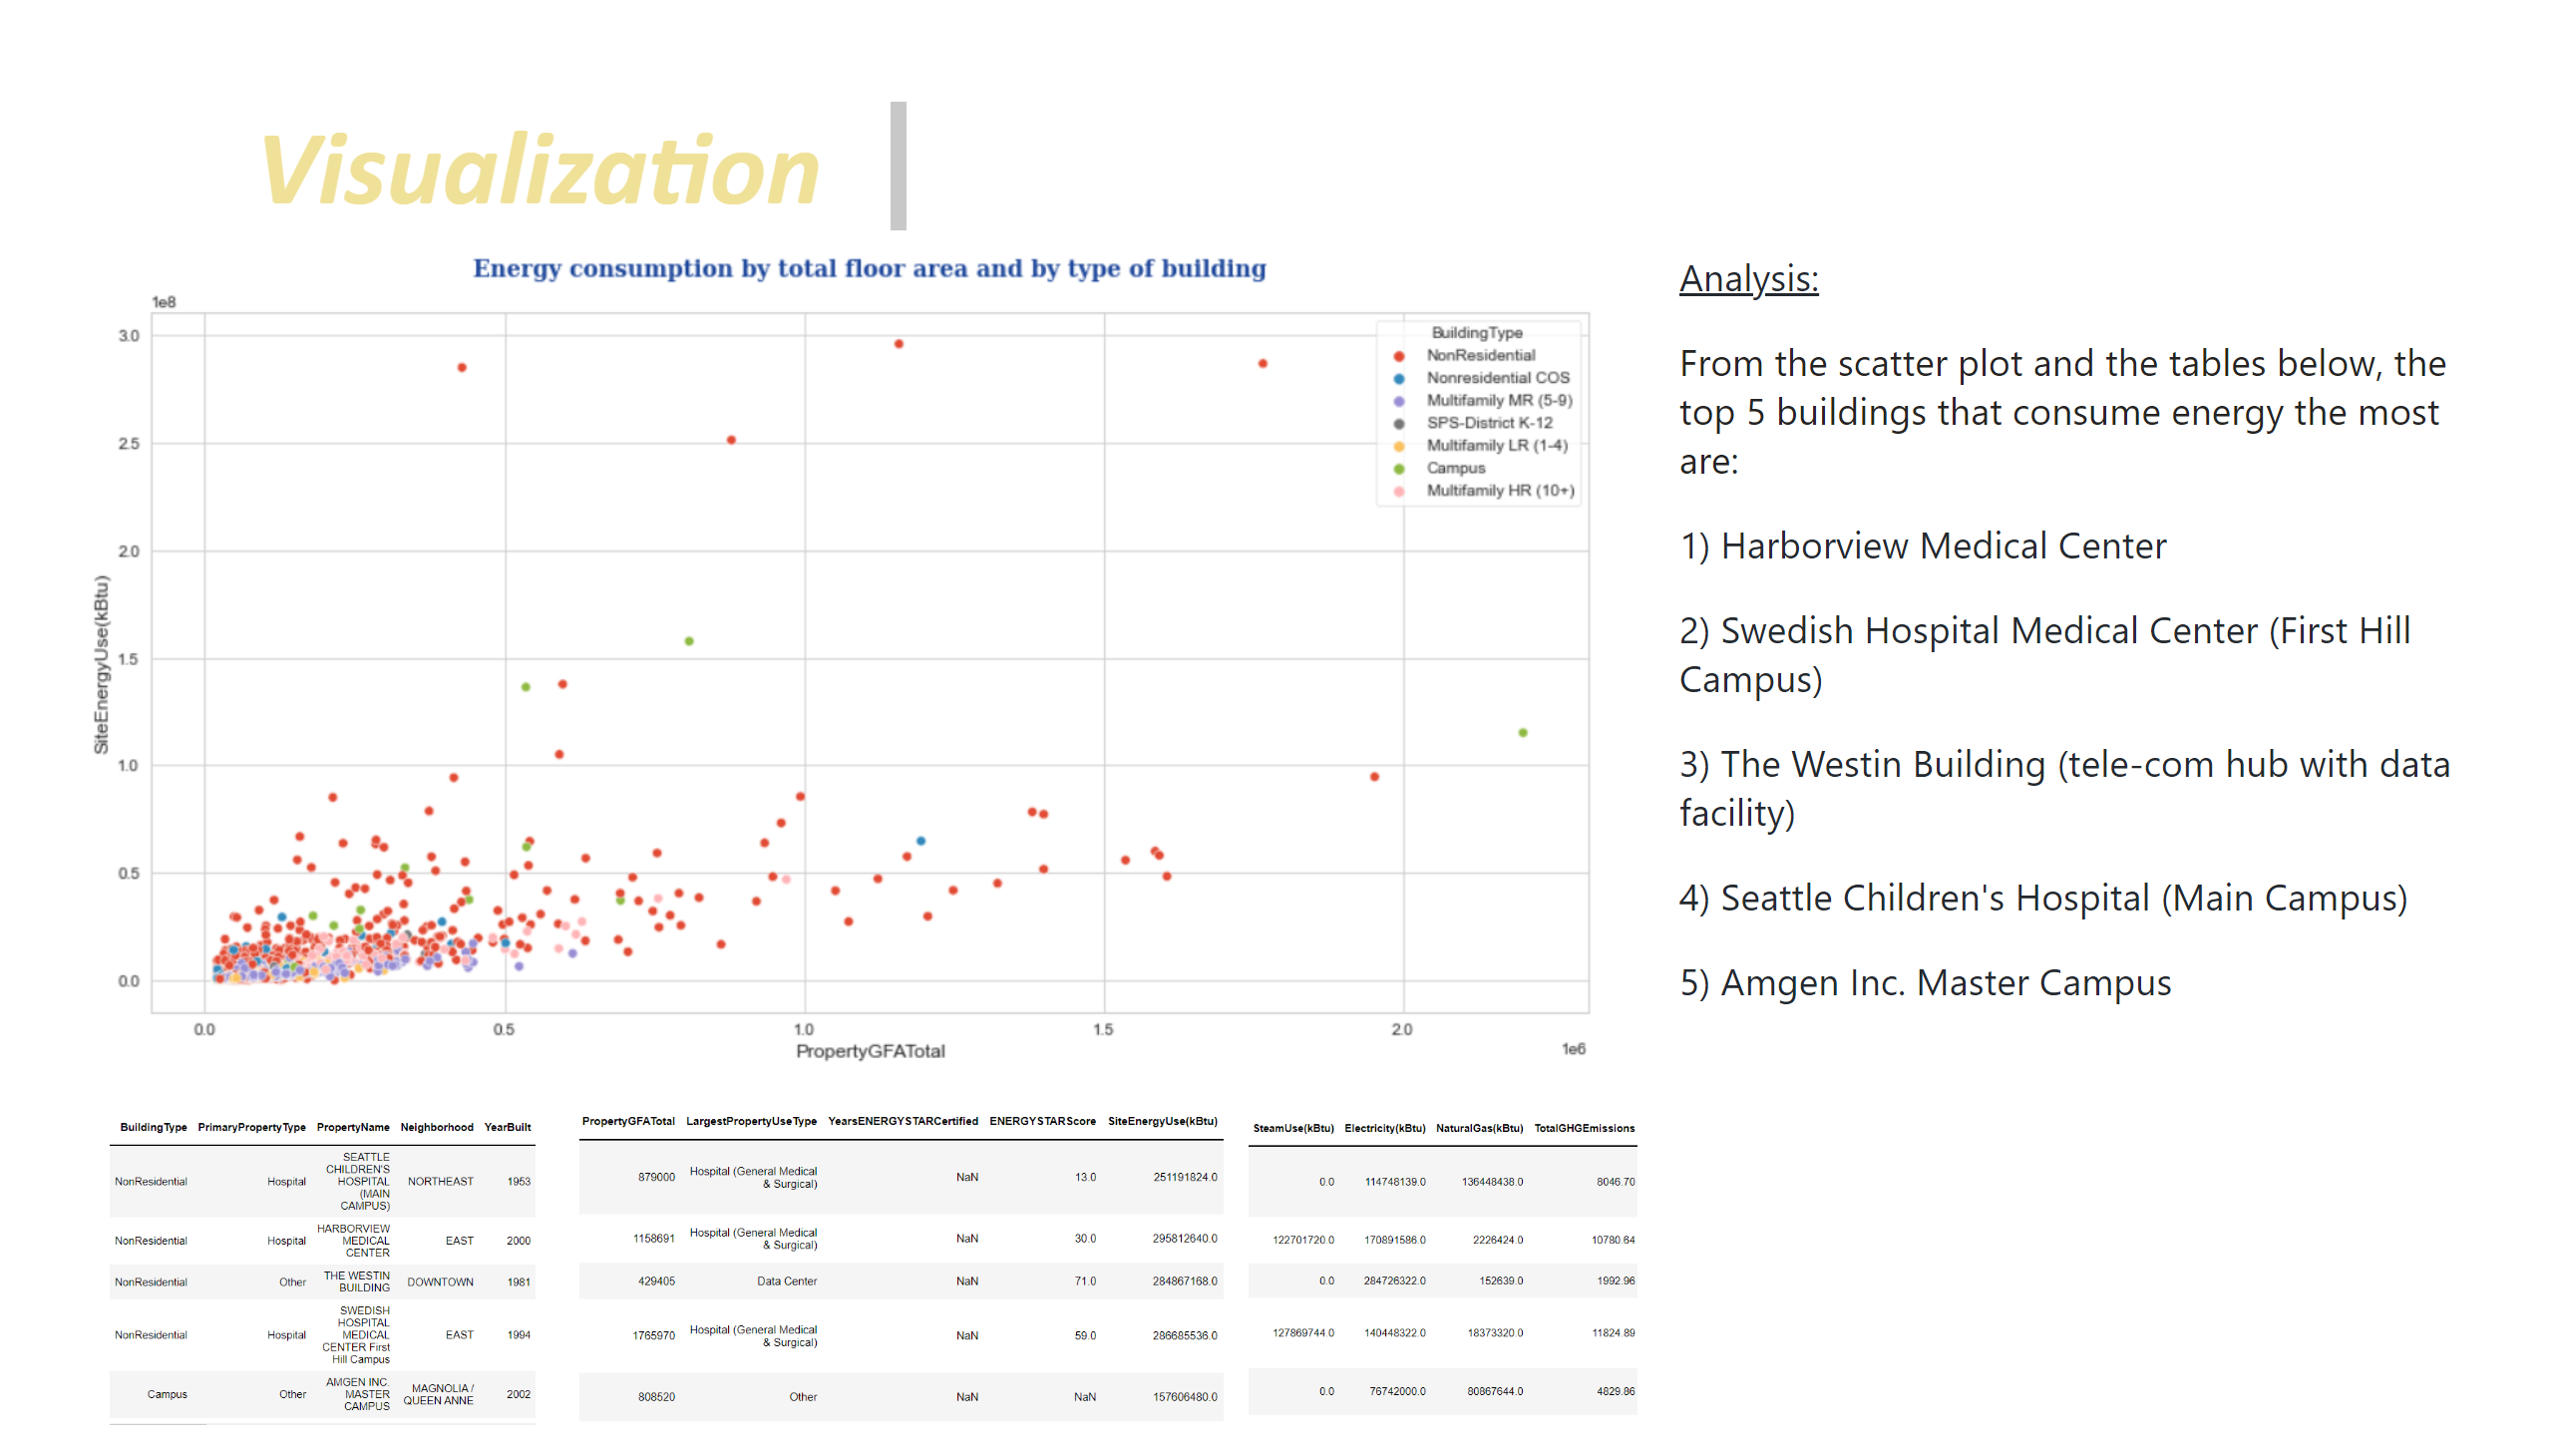 Visualization
Energy consumption by total floor area and by type of building
1e8
3.0
2.5
2.0
1.5
1.0
0.5
0.0
SiteEnergyUse(kBtu)
BuildingType
NonResidential
Nonresidential COS
Multifamily MR (5-9)
SPS-District K-12
Multifamily LR (1-4)
Campus
Multifamily HR (10+)
0.0 0.5 1.0 1.5 2.0
PropertyGFATotal
1e6
Analysis:
From the scatter plot and the tables below, the
top 5 buildings that consume energy the most
are:
1) Harborview Medical Center
2) Swedish Hospital Medical Center (First Hill
Campus)
3) The Westin Building (tele-com hub with data
facility)
4) Seattle Children's Hospital (Main Campus)
5) Amgen Inc. Master Campus
BuildingType PrimaryPropertyType PropertyName Neighborhood YearBuilt
SEATTLE
CHILDREN'S
NonResidential Hospital HOSPITAL NORTHEAST 1953
(MAIN
CAMPUS)
HARBORVIEW
NonResidential Hospital MEDICAL EAST 2000
CENTER
NonResidential Other THE WESTIN DOWNTOWN 1981
BUILDING
SWEDISH
HOSPITAL
NonResidential Hospital MEDICAL EAST 1994
CENTER First
Hill Campus
AMGEN INC. MAGNOLIA /
Campus Other MASTER QUEEN ANNE 2002
CAMPUS
PropertyGFATotal LargestPropertyUseType YearsENERGYSTARCertified ENERGYSTARScore SiteEnergyUse(kBtu)
879000 Hospital (General Medical NaN 13.0 251191824.0
& Surgical)
1158691 Hospital (General Medical NaN 30.0 295812640.0
& Surgical)
429405 Data Center NaN 71.0 284867168.0
1765970 Hospital (General Medical NaN 59.0 286685536.0
& Surgical)
808520 Other NaN NaN 157606480.0
SteamUse(kBtu) Electricity(kBtu) NaturalGas(kBtu) TotalGHGEmissions
0.0 114748139.0 136448438.0 8046.70
122701720.0 170891586.0 2226424.0 10780.64
0.0 284726322.0 152639.0 1992.96
127869744.0 140448322.0 18373320.0 11824.89
0.0 76742000.0 80867644.0 4829.86